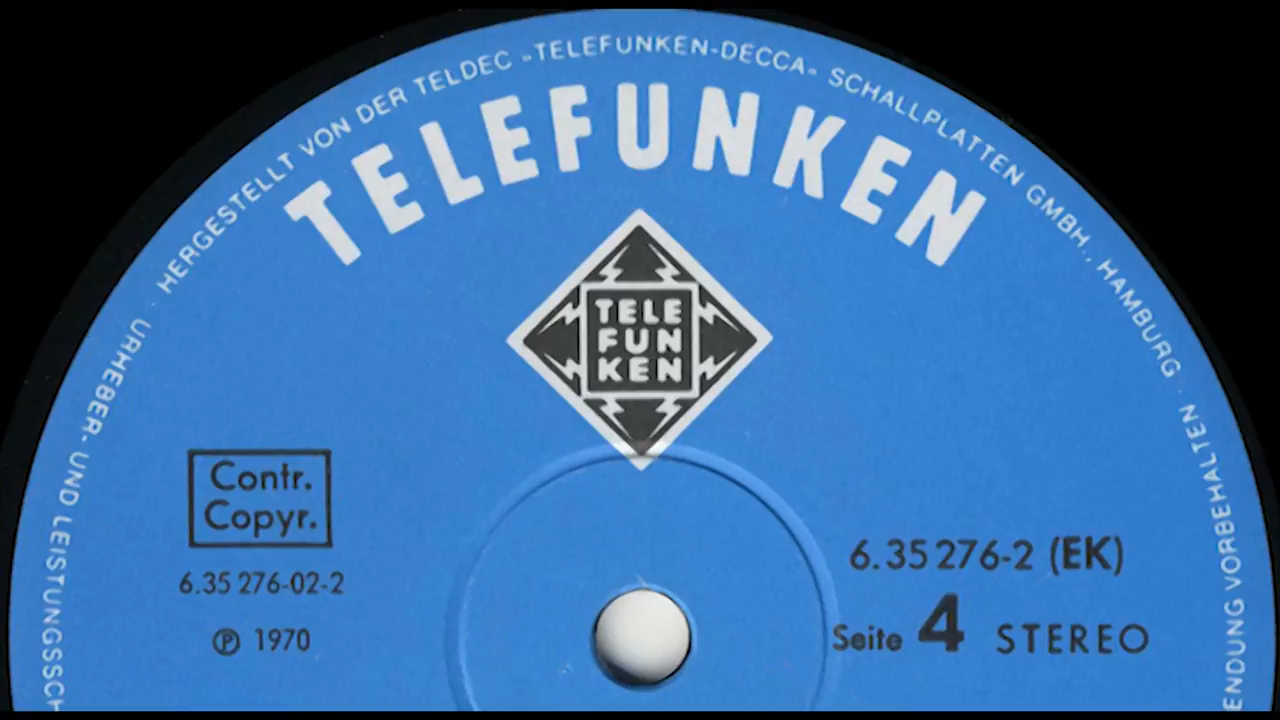 HERGESTELLT VON DER TELDEC »TELEFUNKEN-DECCA« SCHALLPLATTEN GMBH., HAMBURG ·
URHEBER- UND LEISTUNGSSCH
ENDUNG VORBEHALTEN
TELEFUNKEN
TELE
FUN
KEN
Contr.
Copyr.
6.35 276-02-2
Ⓟ 1970
6.35 276-2 (EK)
Seite 4 STEREO